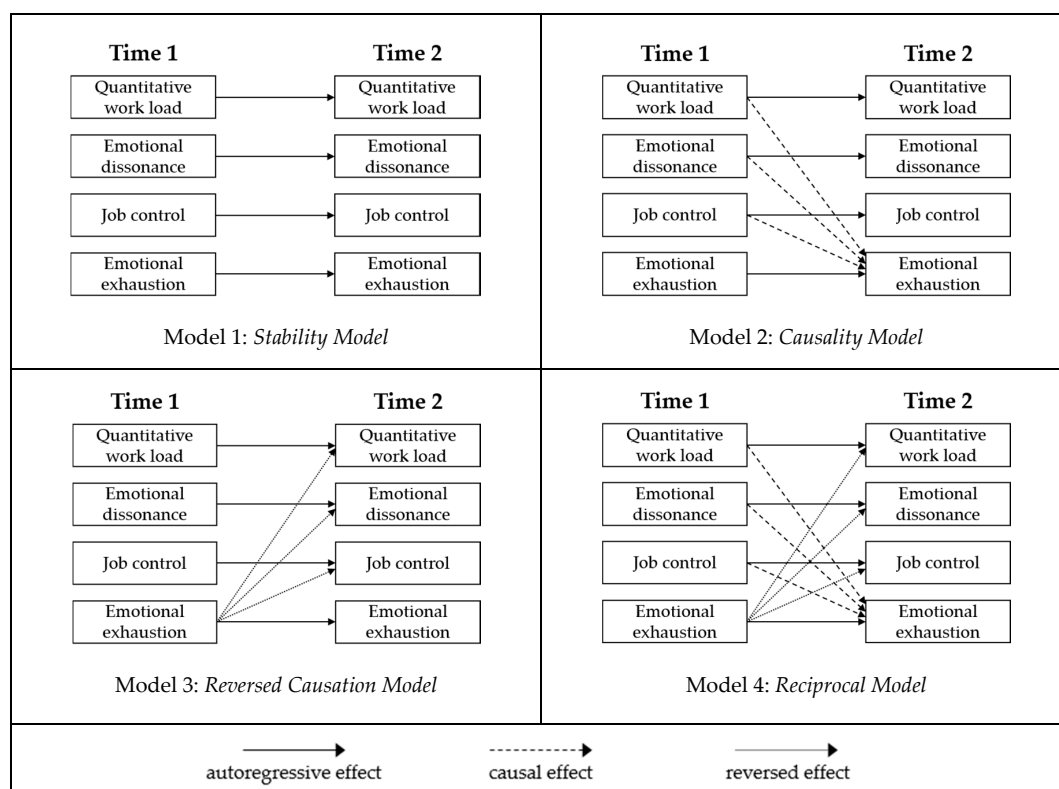 Time 1 Time 2
Quantitative
work load
Quantitative
work load
Emotional
dissonance
Emotional
dissonance
Job control
Job control
Emotional
exhaustion
Emotional
exhaustion
Model 1: Stability Model
Time 1 Time 2
Quantitative
work load
Quantitative
work load
Emotional
dissonance
Emotional
dissonance
Job control
Job control
Emotional
exhaustion
Emotional
exhaustion
Model 2: Causality Model
Time 1 Time 2
Quantitative
work load
Quantitative
work load
Emotional
dissonance
Emotional
dissonance
Job control
Job control
Emotional
exhaustion
Emotional
exhaustion
Model 3: Reversed Causation Model
Time 1 Time 2
Quantitative
work load
Quantitative
work load
Emotional
dissonance
Emotional
dissonance
Job control
Job control
Emotional
exhaustion
Emotional
exhaustion
Model 4: Reciprocal Model
autoregressive effect
causal effect
reversed effect